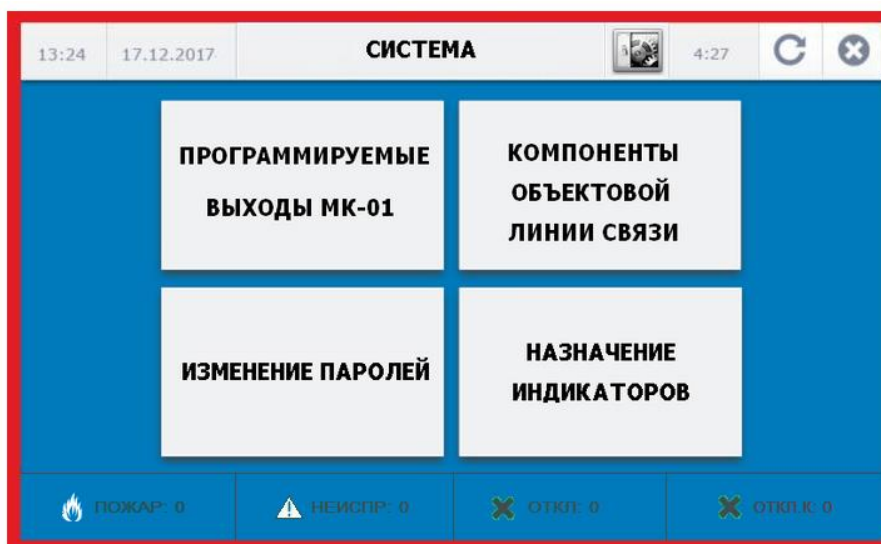 13:24 17.12.2017 СИСТЕМА 4:27
ПРОГРАММИРУЕМЫЕ
ВЫХОДЫ МК-01
КОМПОНЕНТЫ
ОБЪЕКТОВОЙ
ЛИНИИ СВЯЗИ
ИЗМЕНЕНИЕ ПАРОЛЕЙ
НАЗНАЧЕНИЕ
ИНДИКАТОРОВ
ПОЖАР: 0 НЕИСПР: 0 ОТКЛ: 0 ОТКЛ.К: 0